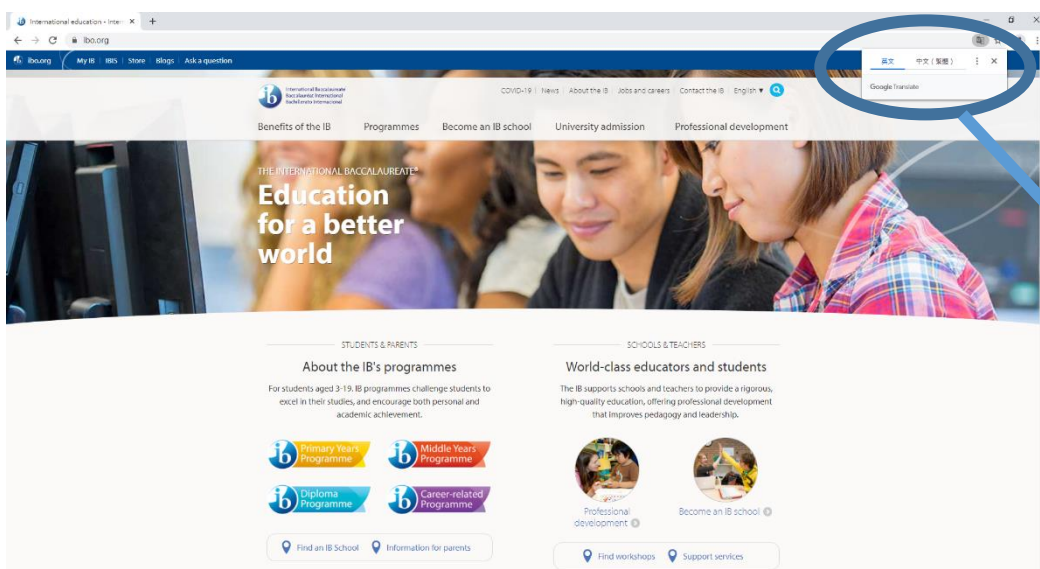 International education - Inter
ibo.org
ibo.org My IB IBIS Store Blogs Ask a question
英文 中文(繁體)
Google Translate
International Baccalaureate
Baccalauréat International
Bachillerato Internacional
COVID-19 News About the IB Jobs and careers Contact the IB English
Benefits of the IB Programmes Become an IB school University admission Professional development
THE INTERNATIONAL BACCALAUREATE®
Education
for a better
world
STUDENTS & PARENTS
About the IB's programmes
For students aged 3-19. IB programmes challenge students to
excel in their studies, and encourage both personal and
academic achievement.
ib Primary Years
Programme
ib Middle Years
Programme
ib Diploma
Programme
ib Career-related
Programme
Find an IB School Information for parents
SCHOOLS & TEACHERS
World-class educators and students
The IB supports schools and teachers to provide a rigorous,
high-quality education, offering professional development
that improves pedagogy and leadership.
Professional
development
Become an IB school
Find workshops Support services